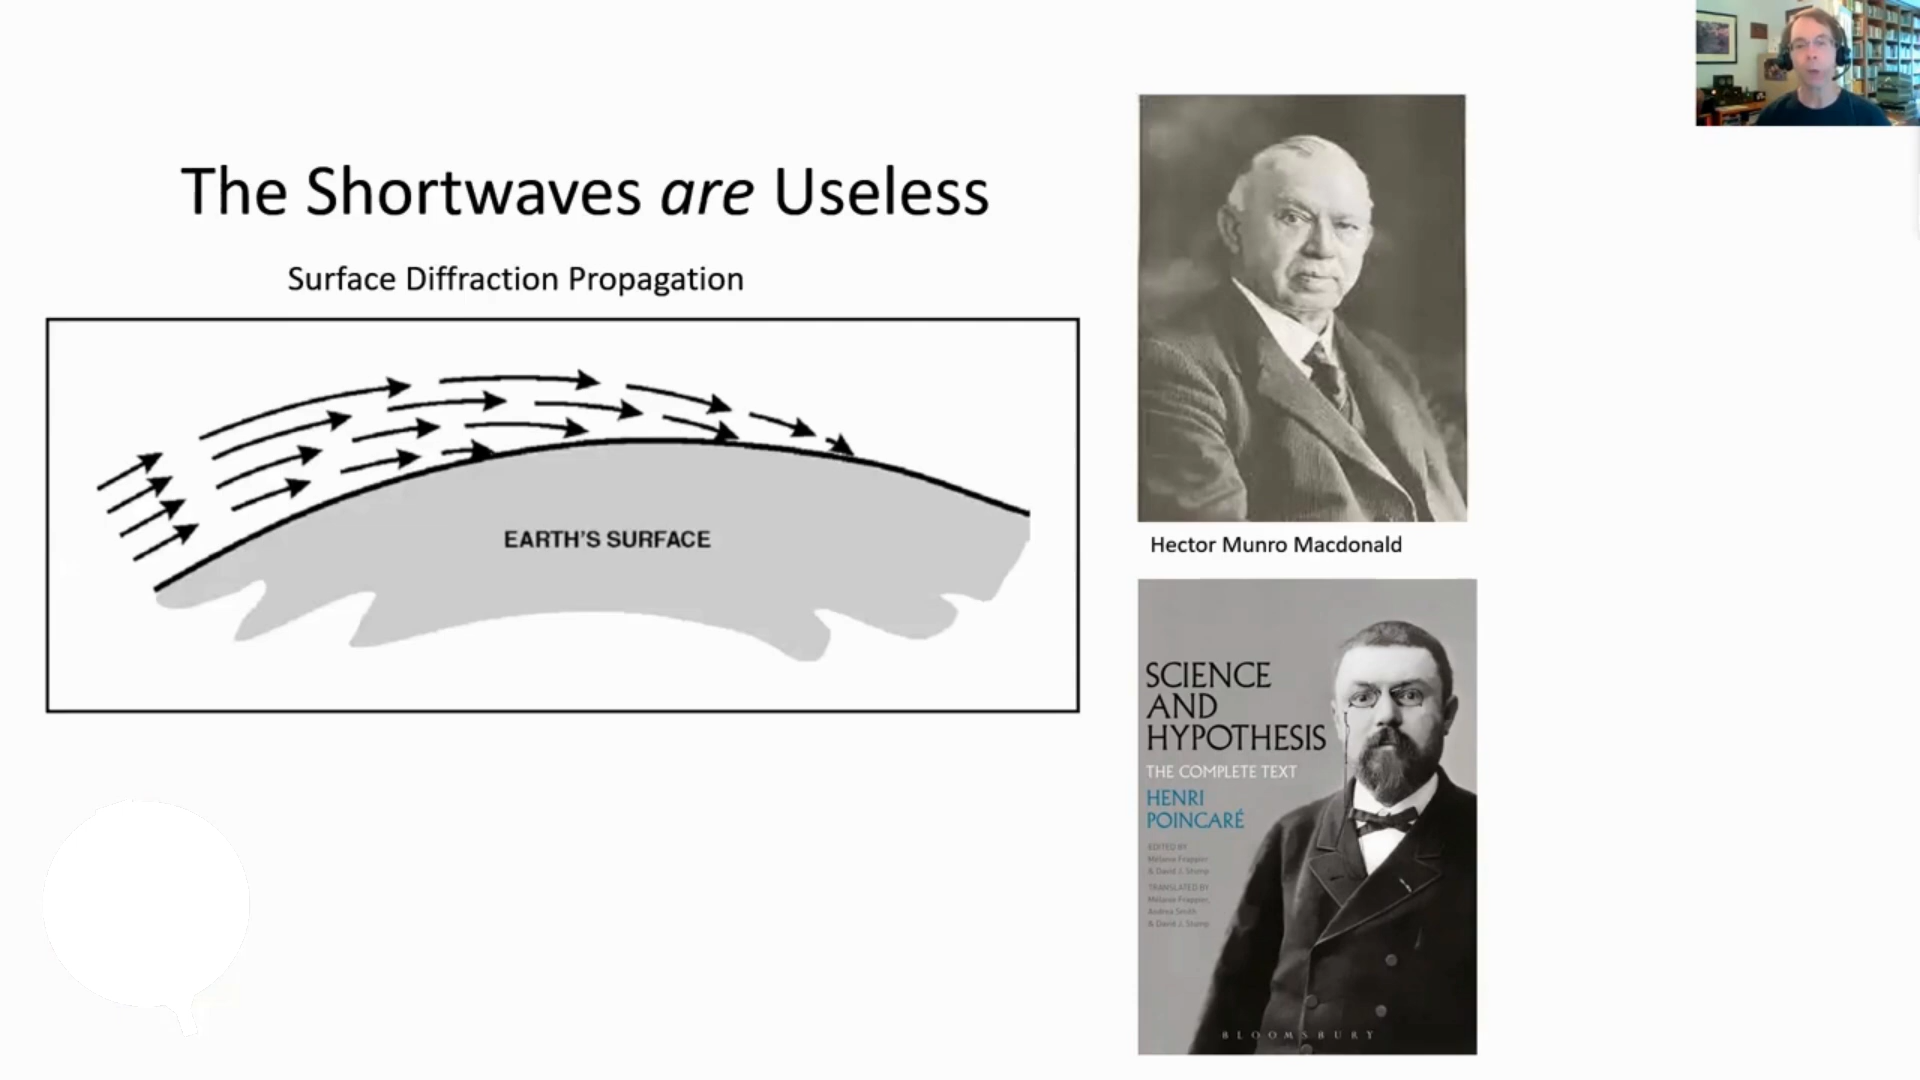 The Shortwaves are Useless
Surface Diffraction Propagation
EARTH'S SURFACE
Hector Munro Macdonald
SCIENCE
AND
HYPOTHESIS
THE COMPLETE TEXT
HENRI
POINCARÉ
EDITED BY
Mélanie Frappier
& David J. Stump
TRANSLATED BY
Mélanie Frappier,
Andrea Smith
& David J. Stump
BLOOMSBURY